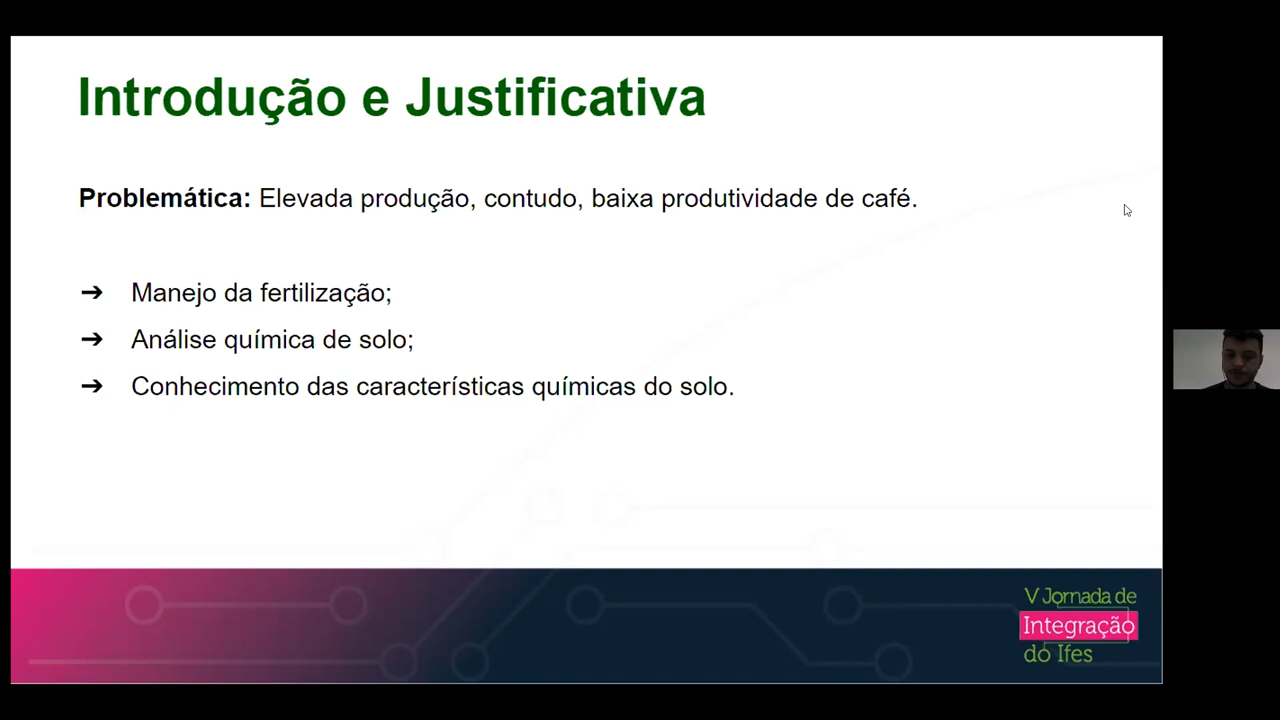 Introdução e Justificativa
Problemática: Elevada produção, contudo, baixa produtividade de café.
➔ Manejo da fertilização;
➔ Análise química de solo;
➔ Conhecimento das características químicas do solo.
V Jornada de
Integração
do Ifes